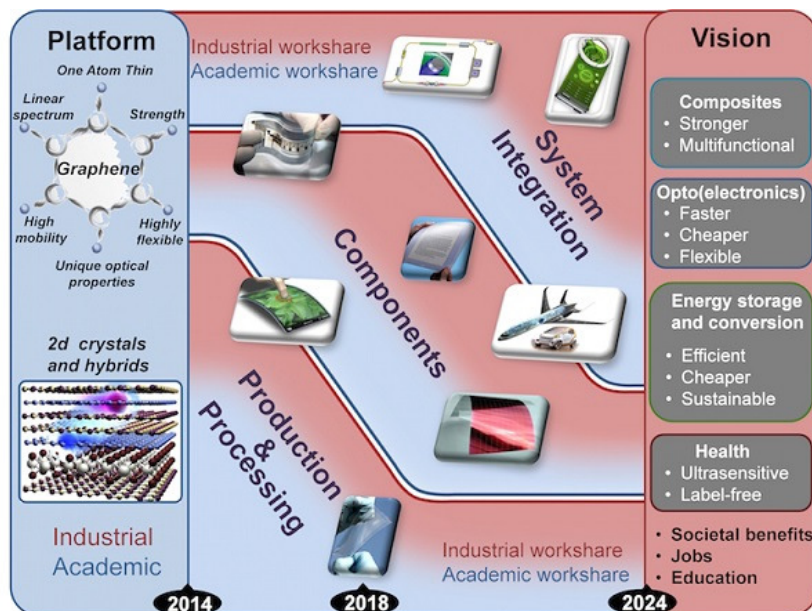 Platform
One Atom Thin
Linear
spectrum
Strength
Graphene
High
mobility
Highly
flexible
Unique optical
properties
2d crystals
and hybrids
Industrial
Academic
Industrial workshare
Academic workshare
System
Integration
Components
Production
&
Processing
Industrial workshare
Academic workshare
2014
2018
2024
Vision
Composites
• Stronger
• Multifunctional
Opto(electronics)
• Faster
• Cheaper
• Flexible
Energy storage
and conversion
• Efficient
• Cheaper
• Sustainable
Health
• Ultrasensitive
• Label-free
• Societal benefits
• Jobs
• Education